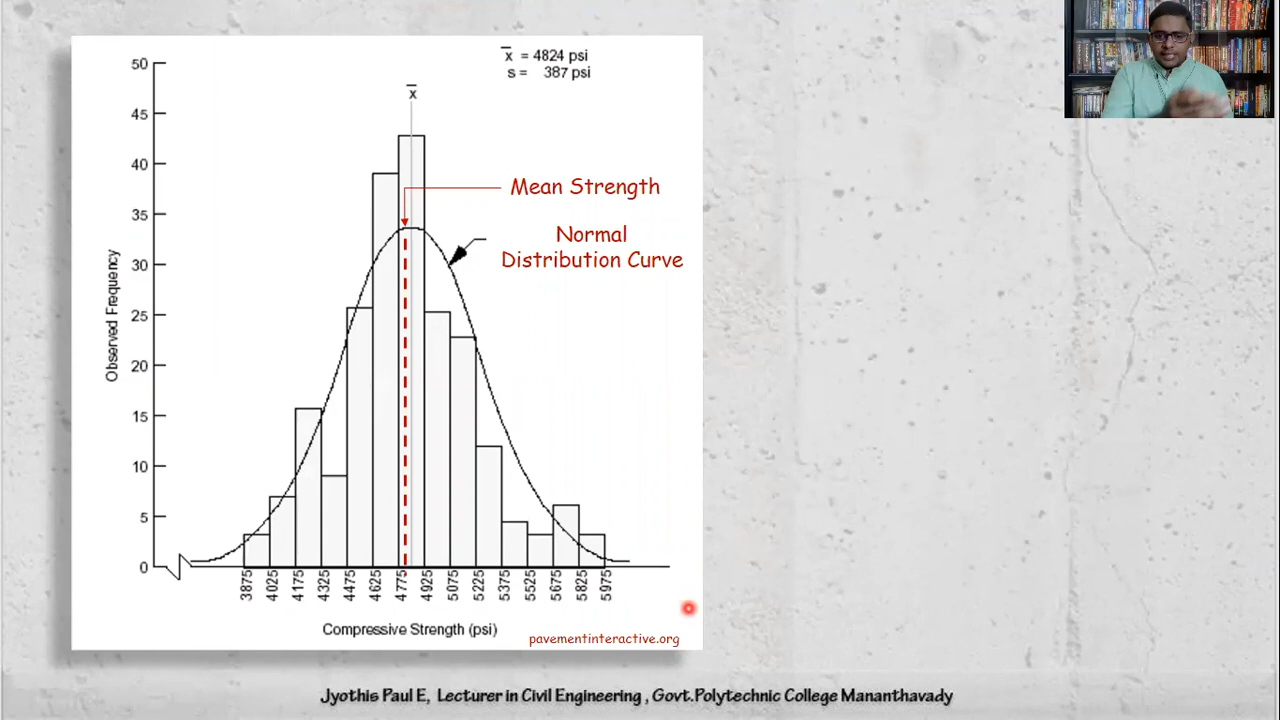 x̄ = 4824 psi
s = 387 psi
x̄
Mean Strength
Normal
Distribution Curve
Observed Frequency
50
45
40
35
30
25
20
15
10
5
0
3875 4025 4175 4325 4475 4625 4775 4925 5075 5225 5375 5525 5675 5825 5975
Compressive Strength (psi)
pavementinteractive.org
Jyothis Paul E, Lecturer in Civil Engineering , Govt.Polytechnic College Mananthavady